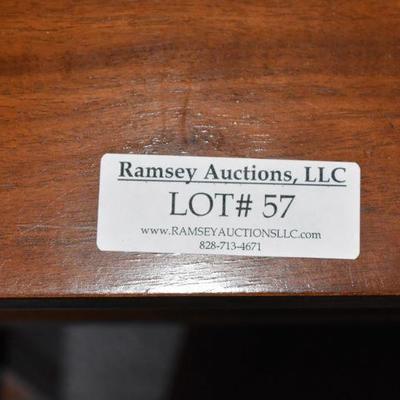 Ramsey Auctions, LLC
LOT# 57
www.RAMSEYAUCTIONSLLC.com
828-713-4671